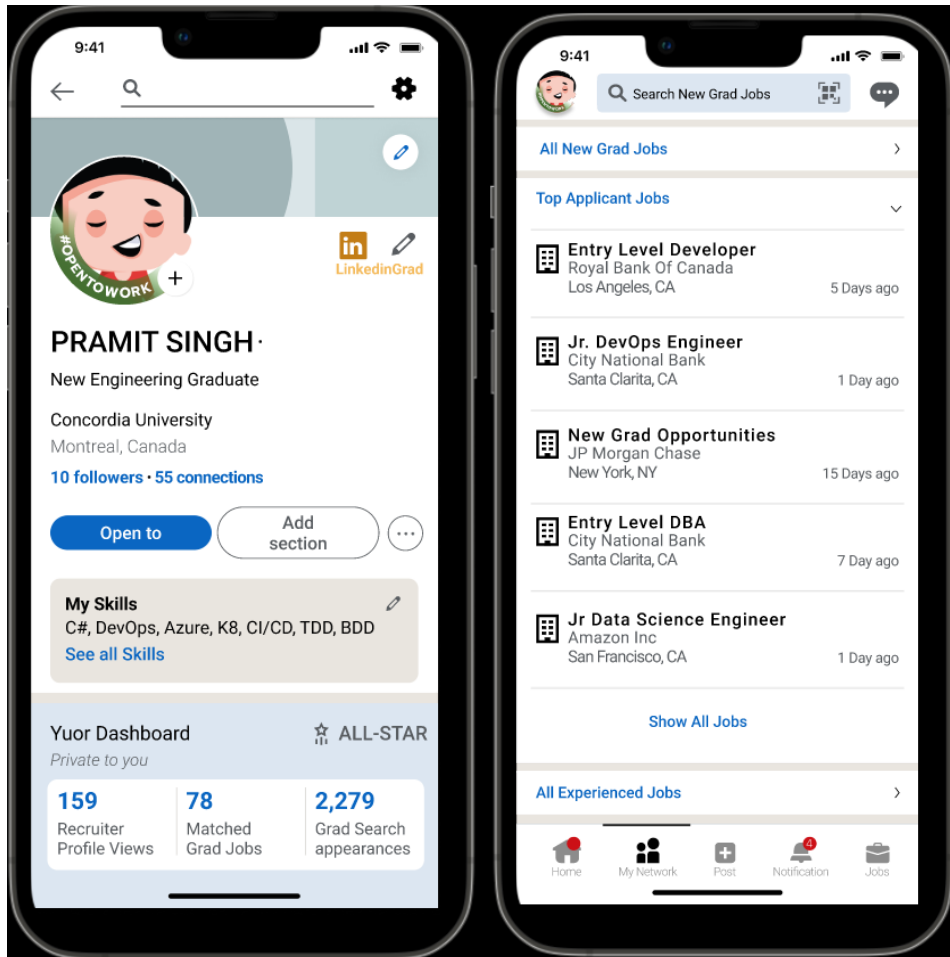 9:41
#OPENTOWORK
in
LinkedinGrad
PRAMIT SINGH·
New Engineering Graduate
Concordia University
Montreal, Canada
10 followers · 55 connections
Open to
Add
section
My Skills
C#, DevOps, Azure, K8, CI/CD, TDD, BDD
See all Skills
Yuor Dashboard
ALL-STAR
Private to you
159
Recruiter
Profile Views
78
Matched
Grad Jobs
2,279
Grad Search
appearances
9:41
Search New Grad Jobs
All New Grad Jobs
Top Applicant Jobs
Entry Level Developer
Royal Bank Of Canada
Los Angeles, CA
5 Days ago
Jr. DevOps Engineer
City National Bank
Santa Clarita, CA
1 Day ago
New Grad Opportunities
JP Morgan Chase
New York, NY
15 Days ago
Entry Level DBA
City National Bank
Santa Clarita, CA
7 Day ago
Jr Data Science Engineer
Amazon Inc
San Francisco, CA
1 Day ago
Show All Jobs
All Experienced Jobs
Home
My Network
Post
4
Notification
Jobs